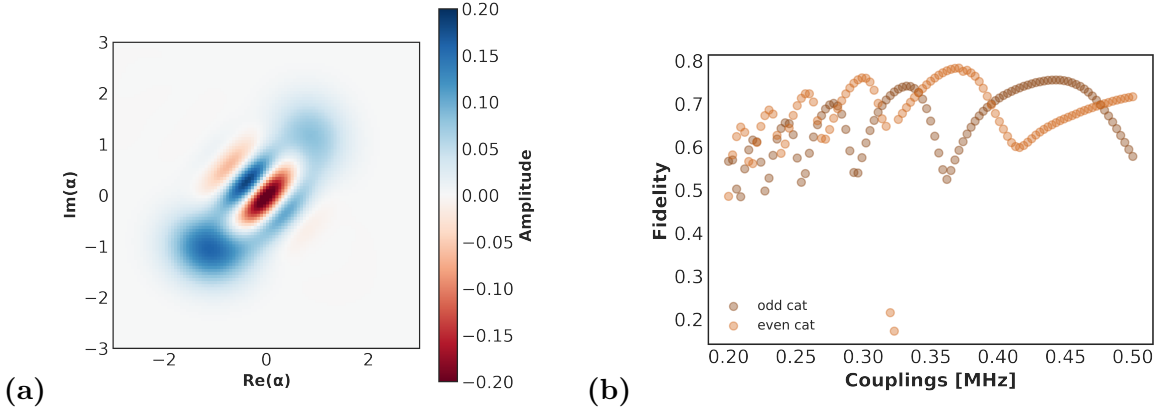 3
2
1
0
−1
−2
−3
Im(α)
−2 0 2
Re(α)
0.20
0.15
0.10
0.05
0.00
−0.05
−0.10
−0.15
−0.20
Amplitude
(a)
0.8
0.7
0.6
0.5
0.4
0.3
0.2
Fidelity
odd cat
even cat
0.20 0.25 0.30 0.35 0.40 0.45 0.50
Couplings [MHz]
(b)